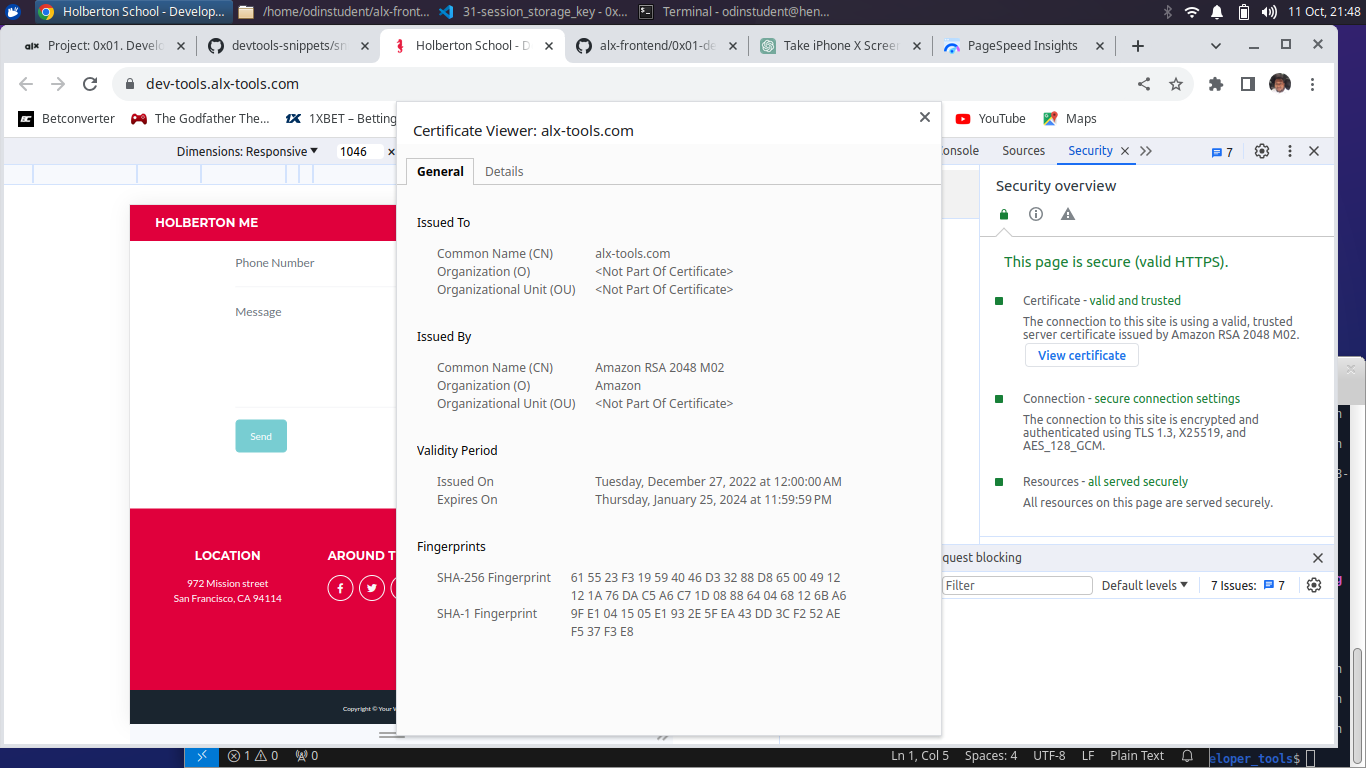 Holberton School - Develop...
/home/odinstudent/alx-front...
31-session_storage_key - 0x...
Terminal - odinstudent@hen...
11 Oct, 21:48
alx Project: 0x01. Devel
devtools-snippets/sn
Holberton School - D
alx-frontend/0x01-de
Take iPhone X Screen
PageSpeed Insights
dev-tools.alx-tools.com
BC Betconverter
The Godfather The...
1X 1XBET – Betting
YouTube
Maps
Dimensions: Responsive
1046 ×
onsole
Sources
Security
7
Certificate Viewer: alx-tools.com
General
Details
Issued To
Common Name (CN) alx-tools.com
Organization (O) <Not Part Of Certificate>
Organizational Unit (OU) <Not Part Of Certificate>
Issued By
Common Name (CN) Amazon RSA 2048 M02
Organization (O) Amazon
Organizational Unit (OU) <Not Part Of Certificate>
Validity Period
Issued On Tuesday, December 27, 2022 at 12:00:00 AM
Expires On Thursday, January 25, 2024 at 11:59:59 PM
Fingerprints
SHA-256 Fingerprint 61 55 23 F3 19 59 40 46 D3 32 88 D8 65 00 49 12
12 1A 76 DA C5 A6 C7 1D 08 88 64 04 68 12 6B A6
SHA-1 Fingerprint 9F E1 04 15 05 E1 93 2E 5F EA 43 DD 3C F2 52 AE
F5 37 F3 E8
HOLBERTON ME
Phone Number
Message
Send
LOCATION
972 Mission street
San Francisco, CA 94114
AROUND T
Copyright © Your W
Security overview
This page is secure (valid HTTPS).
Certificate - valid and trusted
The connection to this site is using a valid, trusted
server certificate issued by Amazon RSA 2048 M02.
View certificate
Connection - secure connection settings
The connection to this site is encrypted and
authenticated using TLS 1.3, X25519, and
AES_128_GCM.
Resources - all served securely
All resources on this page are served securely.
quest blocking
Filter
Default levels
7 Issues: 7
1 0
0
Ln 1, Col 5
Spaces: 4
UTF-8
LF
Plain Text
eloper_tools$